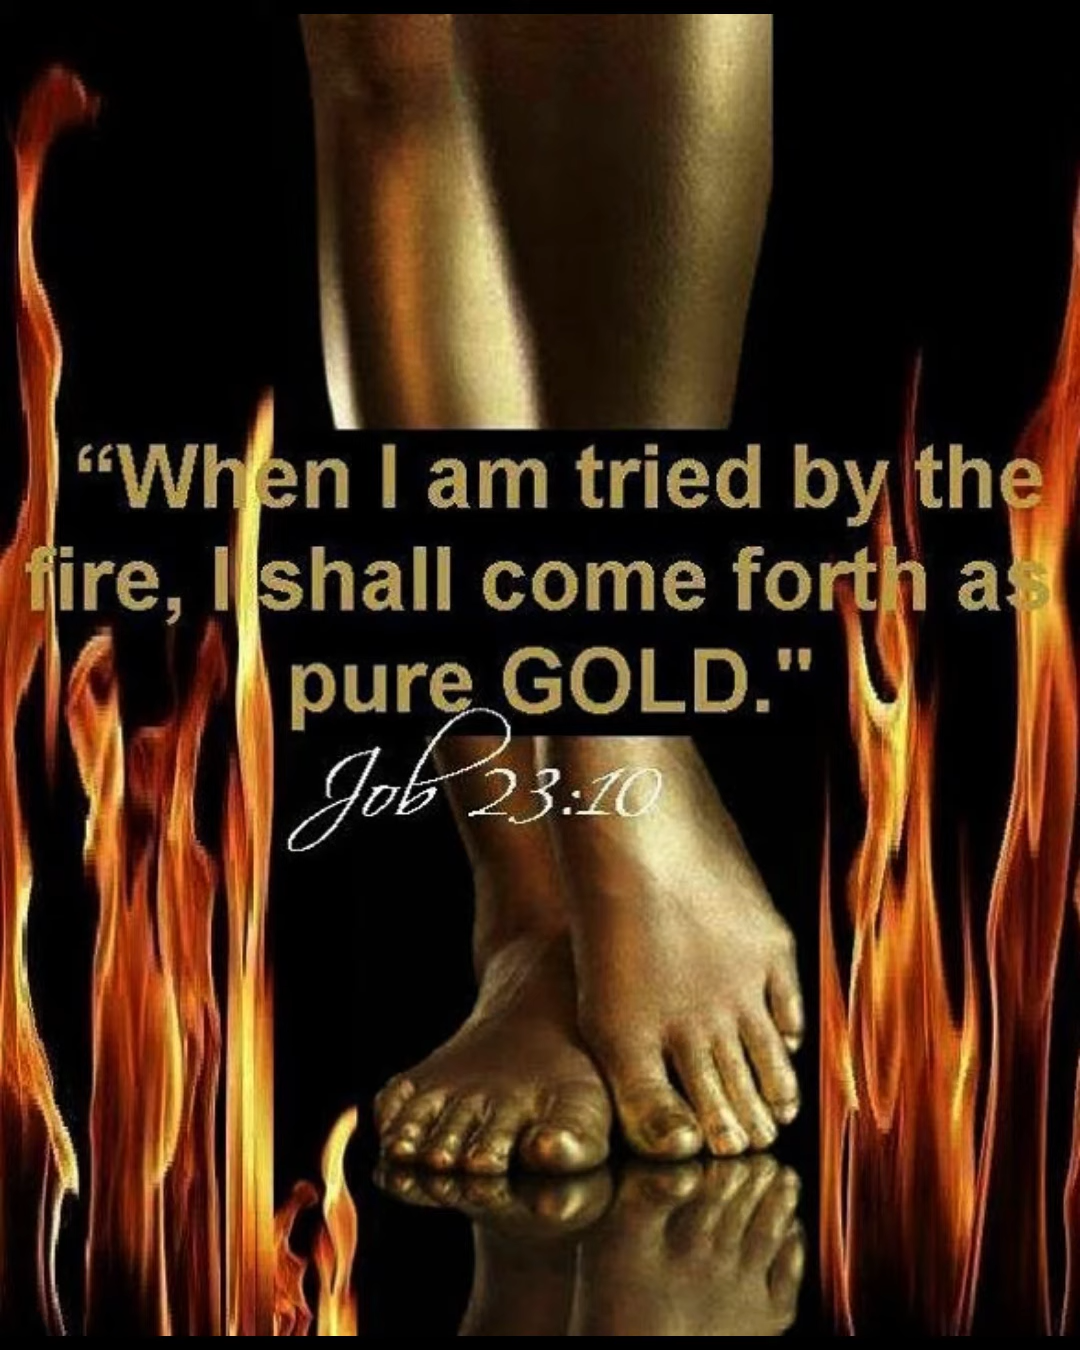 “When I am tried by the
fire, I shall come forth as
pure GOLD."
Job 23:10